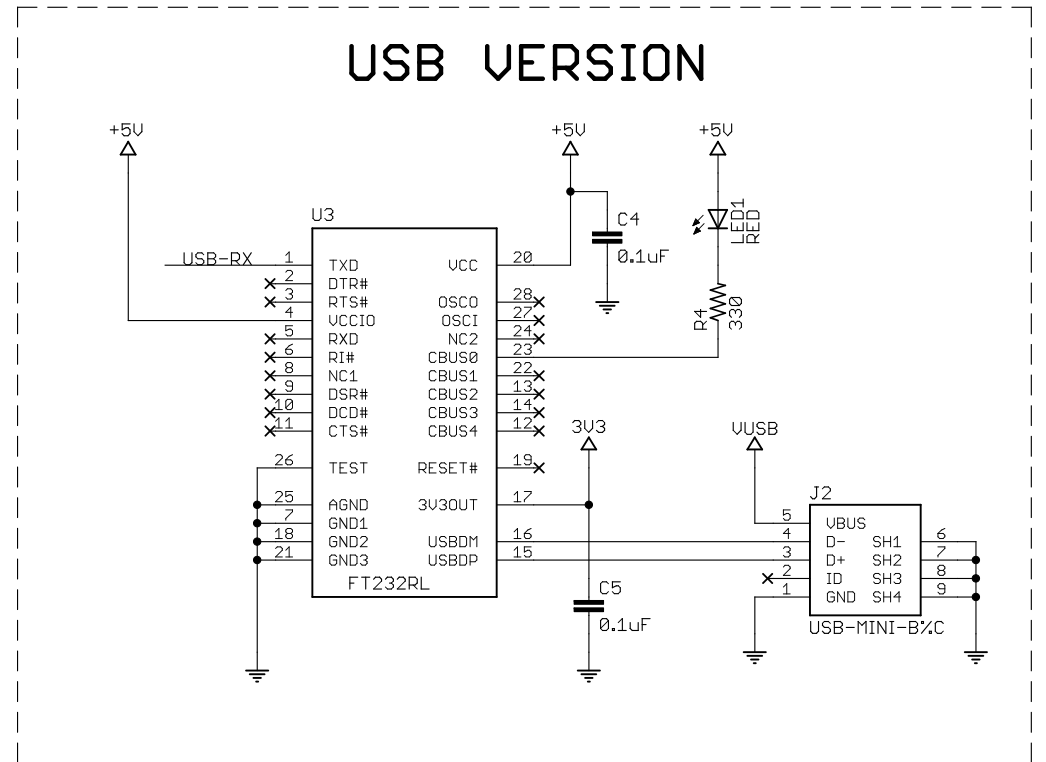 USB VERSION
+5V
+5V
+5V
U3
C4
0.1uF
LED1
RED
R4
330
USB-RX
1 TXD
2 DTR#
3 RTS#
4 VCCIO
5 RXD
6 RI#
8 NC1
9 DSR#
10 DCD#
11 CTS#
26 TEST
25 AGND
7 GND1
18 GND2
21 GND3
VCC 20
OSCO 28
OSCI 27
NC2 24
CBUS0 23
CBUS1 22
CBUS2 13
CBUS3 14
CBUS4 12
RESET# 19
3V3OUT 17
USBDM 16
USBDP 15
FT232RL
3V3
C5
0.1uF
VUSB
J2
5 VBUS
4 D- SH1 6
3 D+ SH2 7
2 ID SH3 8
1 GND SH4 9
USB-MINI-B%C